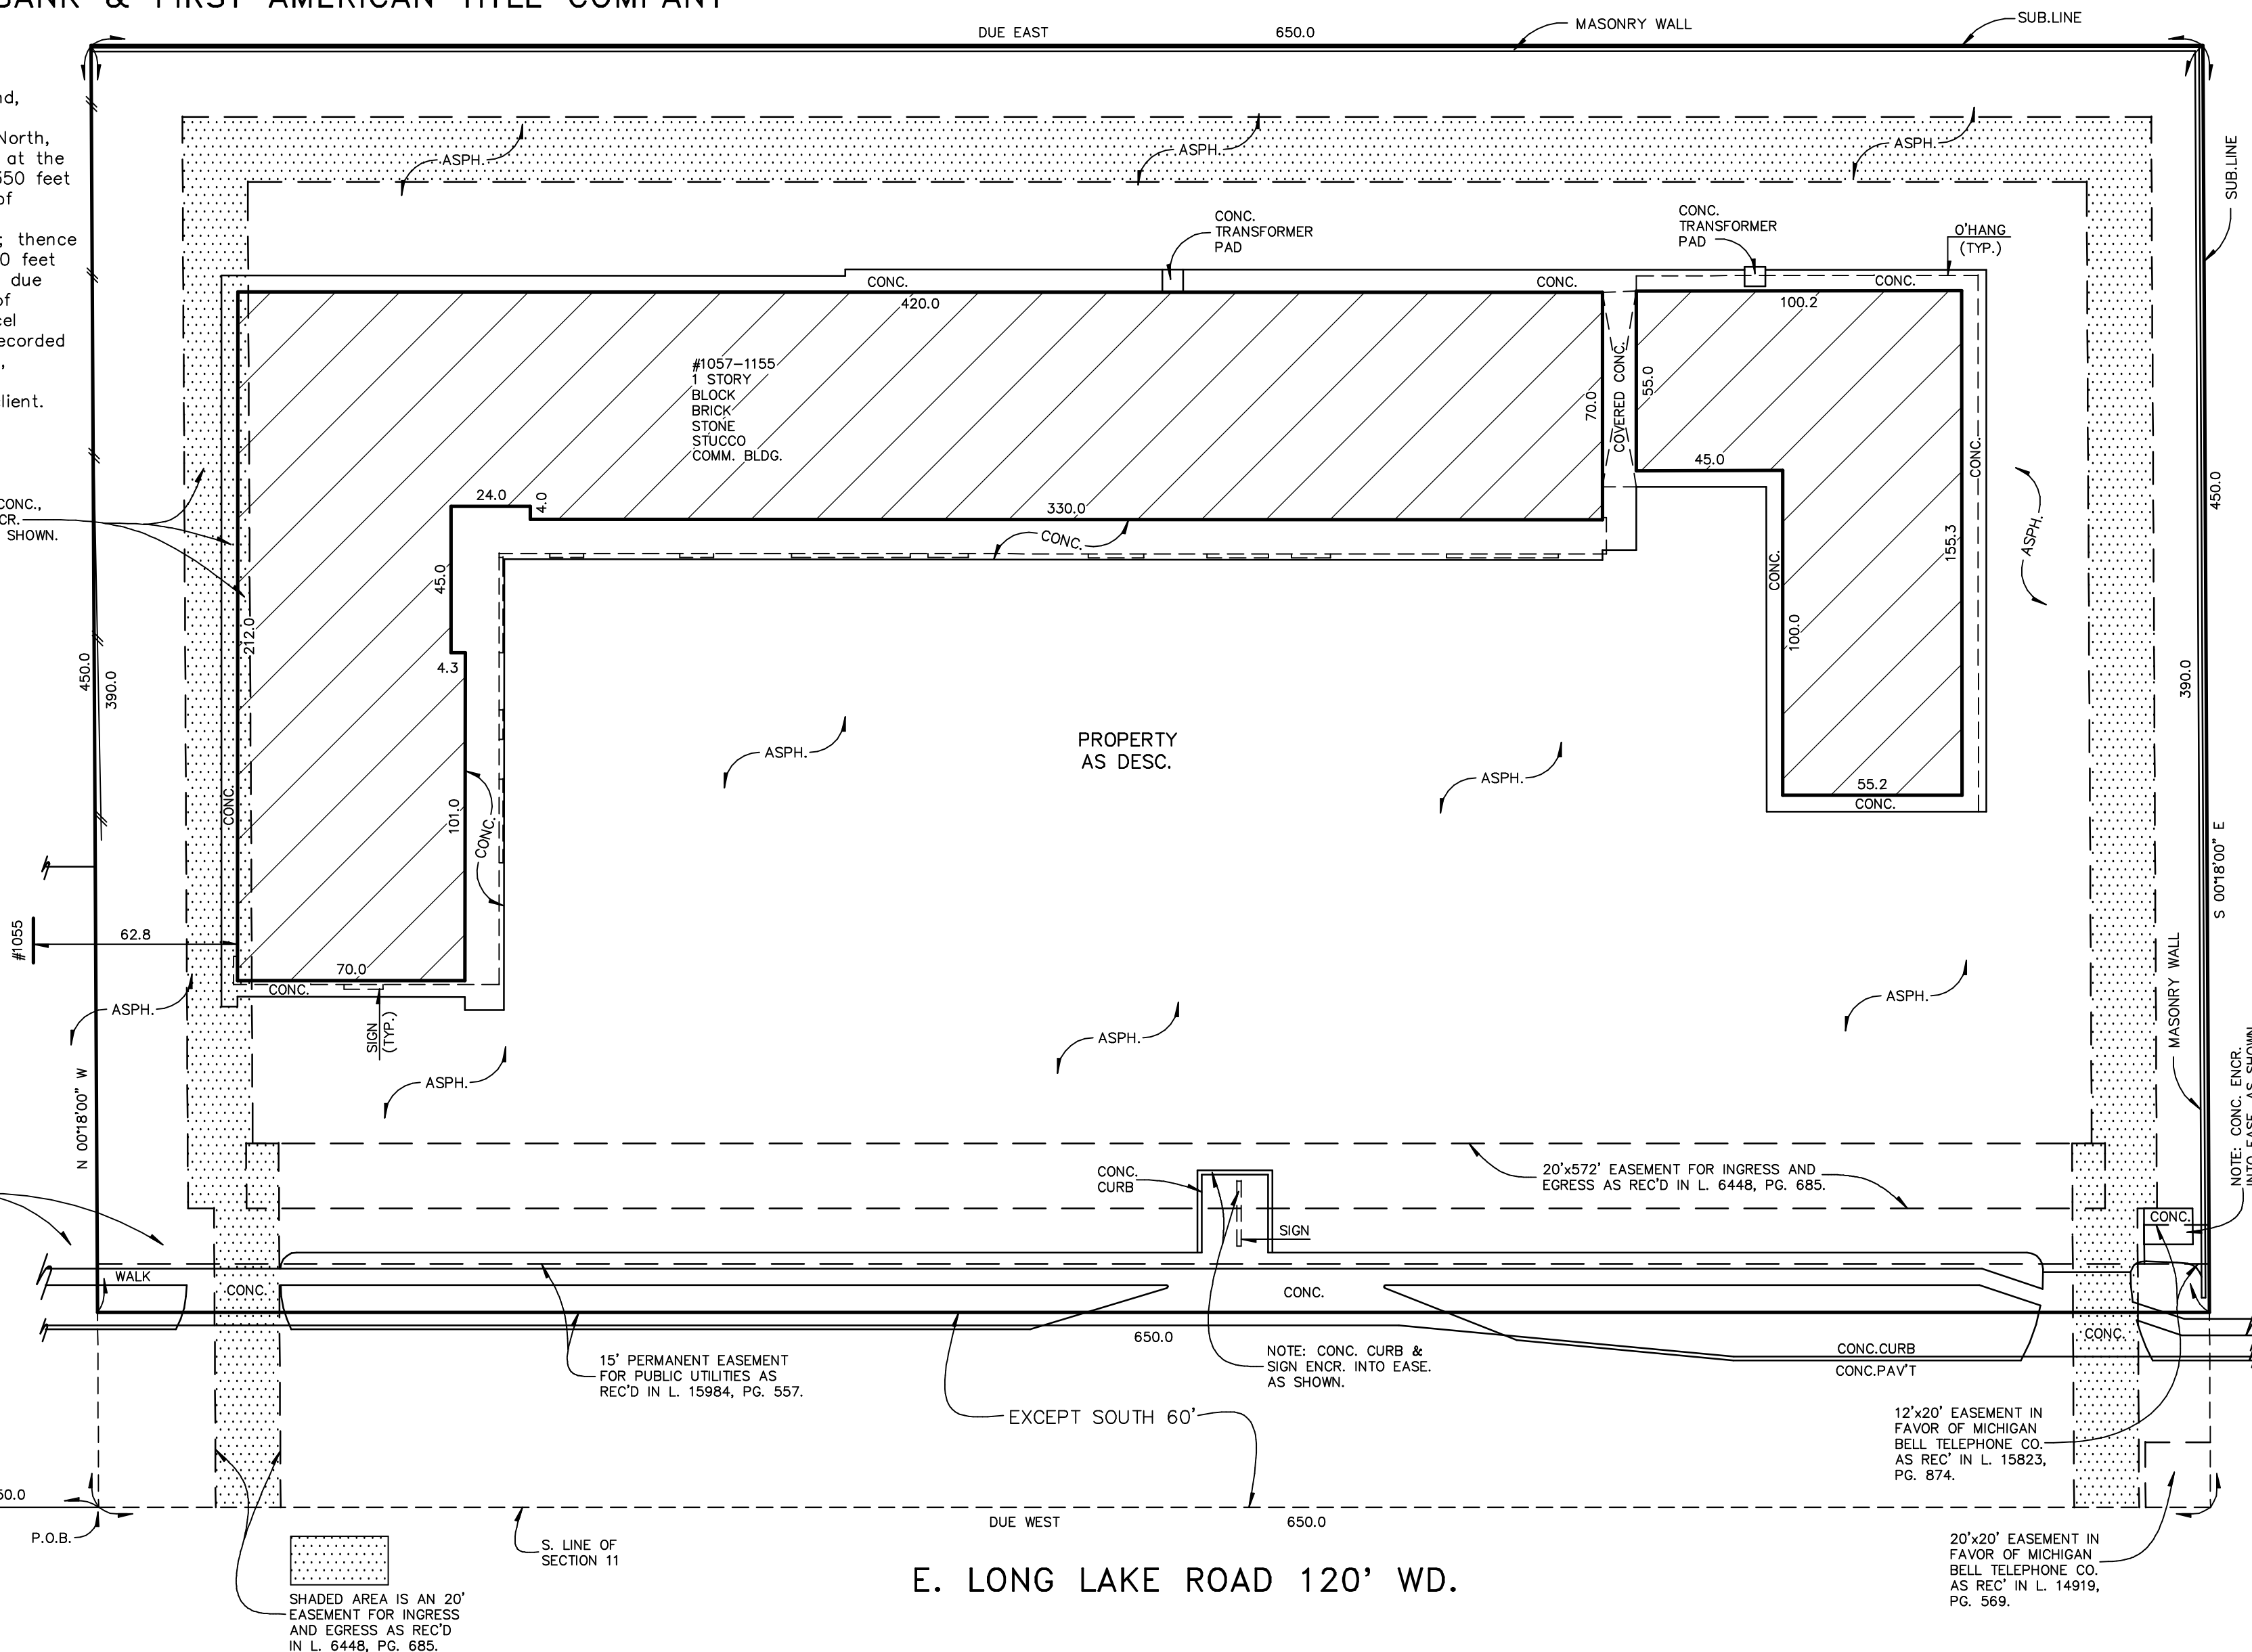 BANK & FIRST AMERICAN TITLE COMPANY
DUE EAST
650.0
MASONRY WALL
SUB.LINE
SUB.LINE
North,
at the
feet
of
thence
feet
due
of
ecorded
CONC.,
SHOWN.
ASPH.
ASPH.
ASPH.
CONC.
TRANSFORMER
PAD
CONC.
TRANSFORMER
PAD
O'HANG
(TYP.)
CONC.
CONC.
CONC.
420.0
100.2
#1057-1155
1 STORY
BLOCK
BRICK
STONE
STUCCO
COMM. BLDG.
70.0
COVERED CONC.
55.0
45.0
24.0
4.0
330.0
CONC.
CONC.
CONC.
155.3
ASPH.
450.0
45.0
212.0
4.3
100.0
450.0
390.0
390.0
PROPERTY
AS DESC.
ASPH.
ASPH.
55.2
CONC.
CONC.
101.0
CONC.
S 00°18'00" E
#1055
62.8
70.0
CONC.
ASPH.
SIGN
(TYP.)
ASPH.
ASPH.
ASPH.
MASONRY WALL
N 00°18'00" W
NOTE: CONC. ENCR.
INTO EASE. AS SHOWN
CONC.
CURB
20'x572' EASEMENT FOR INGRESS AND
EGRESS AS REC'D IN L. 6448, PG. 685.
SIGN
CONC.
WALK
CONC.
CONC.
650.0
CONC.
CONC.CURB
CONC.PAV'T
15' PERMANENT EASEMENT
FOR PUBLIC UTILITIES AS
REC'D IN L. 15984, PG. 557.
NOTE: CONC. CURB &
SIGN ENCR. INTO EASE.
AS SHOWN.
EXCEPT SOUTH 60'
12'x20' EASEMENT IN
FAVOR OF MICHIGAN
BELL TELEPHONE CO.
AS REC' IN L. 15823,
PG. 874.
P.O.B.
S. LINE OF
SECTION 11
DUE WEST
650.0
E. LONG LAKE ROAD 120' WD.
20'x20' EASEMENT IN
FAVOR OF MICHIGAN
BELL TELEPHONE CO.
AS REC' IN L. 14919,
PG. 569.
SHADED AREA IS AN 20'
EASEMENT FOR INGRESS
AND EGRESS AS REC'D
IN L. 6448, PG. 685.